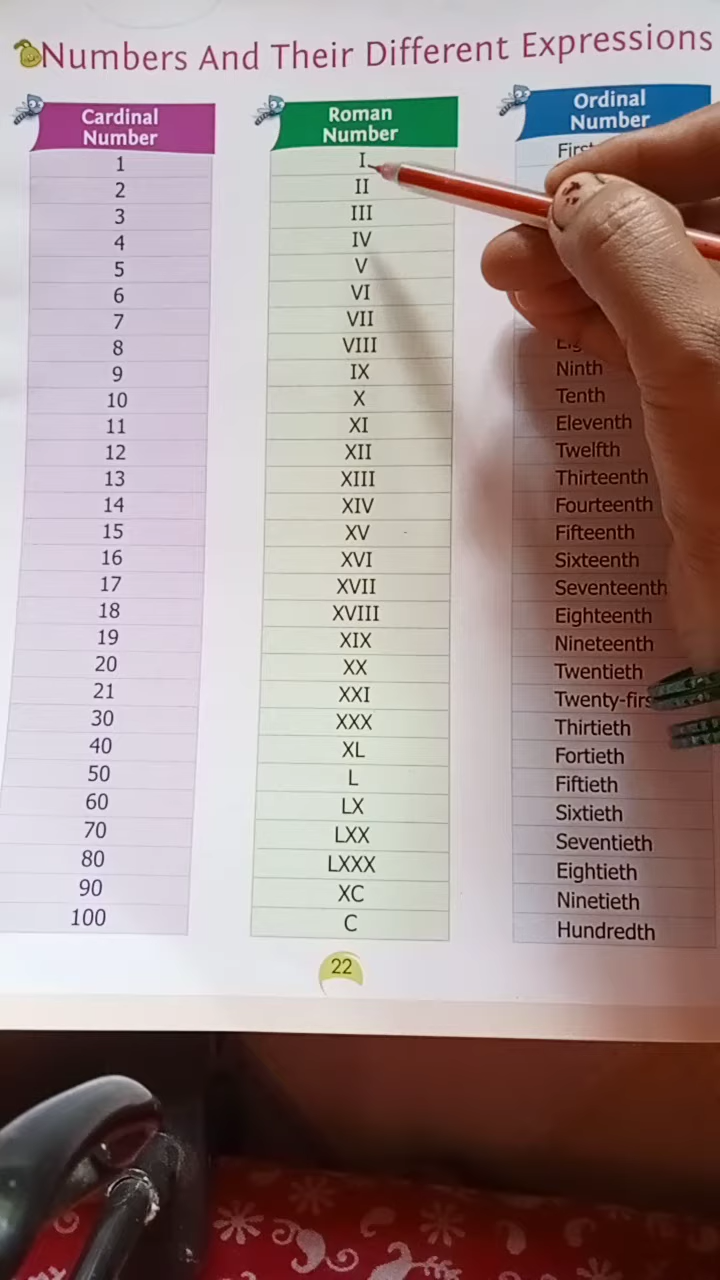 Numbers And Their Different Expressions
Cardinal Number
Roman Number
Ordinal Number
1 I
2 II
3 III
4 IV
5 V
6 VI
7 VII
8 VIII
9 IX Ninth
10 X Tenth
11 XI Eleventh
12 XII Twelfth
13 XIII Thirteenth
14 XIV Fourteenth
15 XV Fifteenth
16 XVI Sixteenth
17 XVII Seventeenth
18 XVIII Eighteenth
19 XIX Nineteenth
20 XX Twentieth
21 XXI
30 XXX Thirtieth
40 XL Fortieth
50 L Fiftieth
60 LX Sixtieth
70 LXX Seventieth
80 LXXX Eightieth
90 XC Ninetieth
100 C Hundredth
22